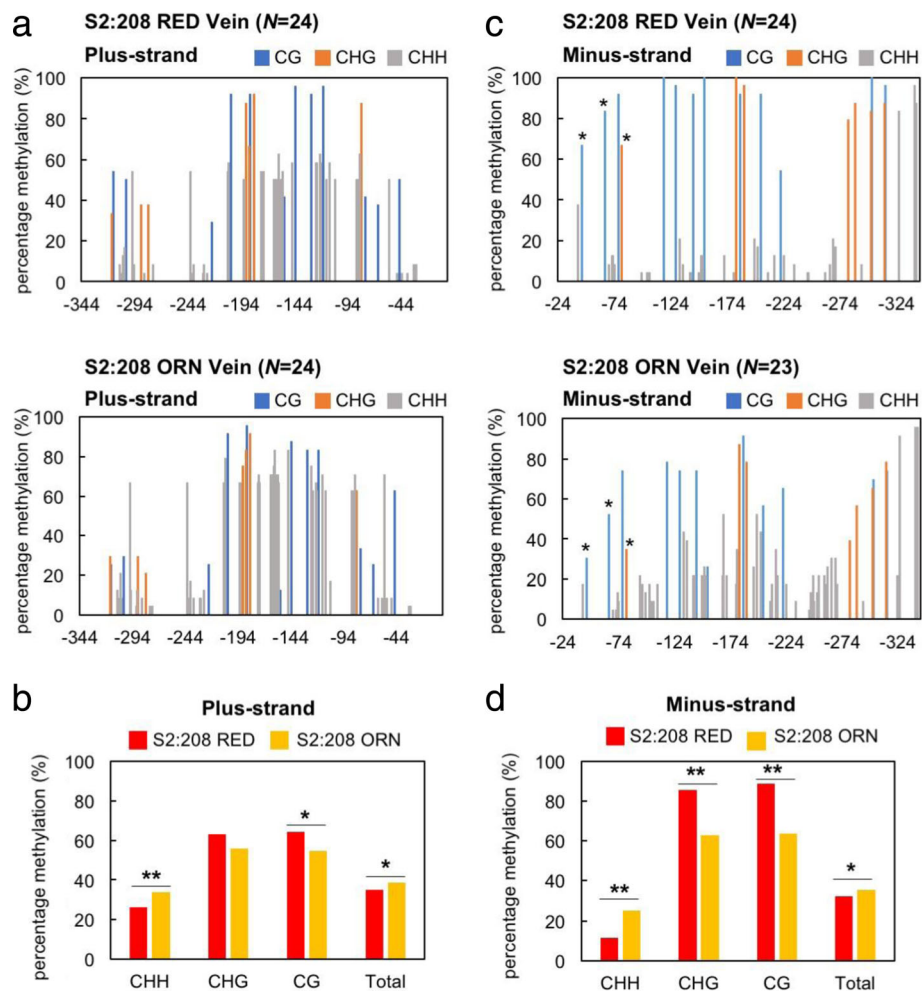 a
S2:208 RED Vein (N=24)
Plus-strand CG CHG CHH
percentage methylation (%)
100
80
60
40
20
0
-344 -294 -244 -194 -144 -94 -44
S2:208 ORN Vein (N=24)
Plus-strand CG CHG CHH
percentage methylation (%)
100
80
60
40
20
0
-344 -294 -244 -194 -144 -94 -44
b
Plus-strand
S2:208 RED S2:208 ORN
percentage methylation (%)
100
80
60
40
20
0
** * *
CHH CHG CG Total
c
S2:208 RED Vein (N=24)
Minus-strand CG CHG CHH
percentage methylation (%)
100
80
60
40
20
0
* * *
-24 -74 -124 -174 -224 -274 -324
S2:208 ORN Vein (N=23)
Minus-strand CG CHG CHH
percentage methylation (%)
100
80
60
40
20
0
* * *
-24 -74 -124 -174 -224 -274 -324
d
Minus-strand
S2:208 RED S2:208 ORN
percentage methylation (%)
100
80
60
40
20
0
** ** ** *
CHH CHG CG Total